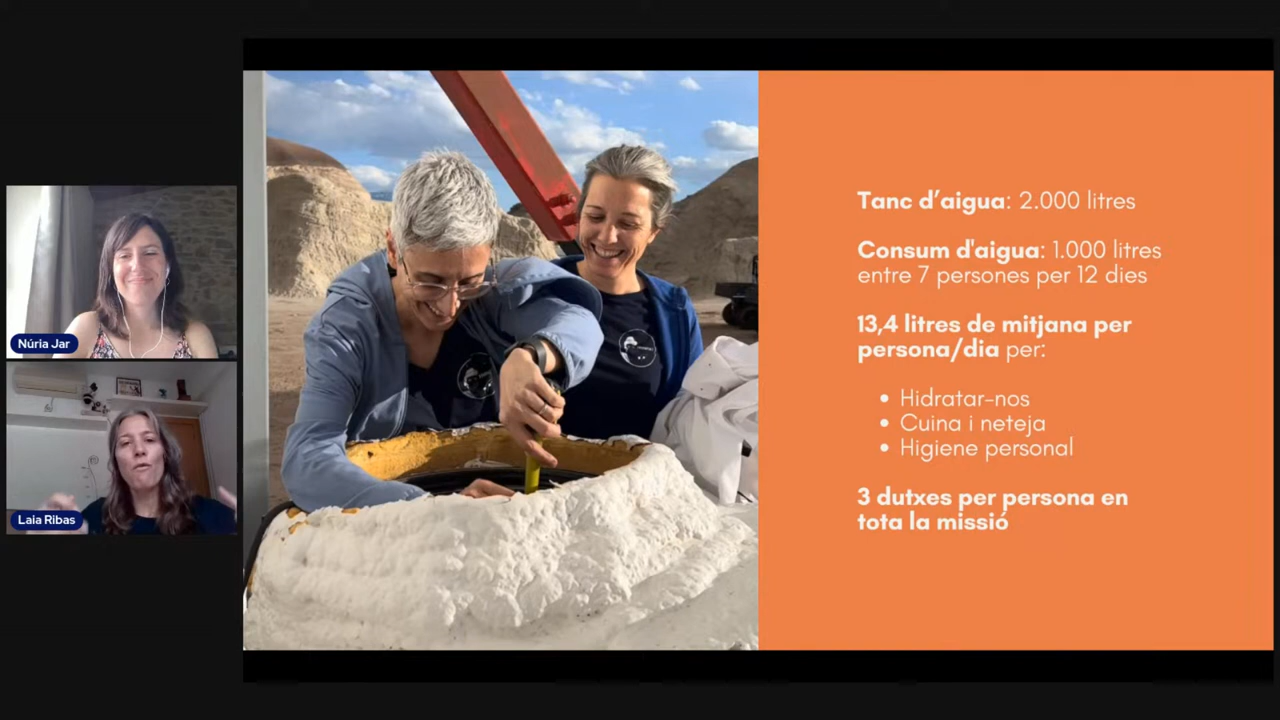 Núria Jar
Laia Ribas
Tanc d’aigua: 2.000 litres
Consum d'aigua: 1.000 litres
entre 7 persones per 12 dies
13,4 litres de mitjana per
persona/dia per:
• Hidratar-nos
• Cuina i neteja
• Higiene personal
3 dutxes per persona en
tota la missió